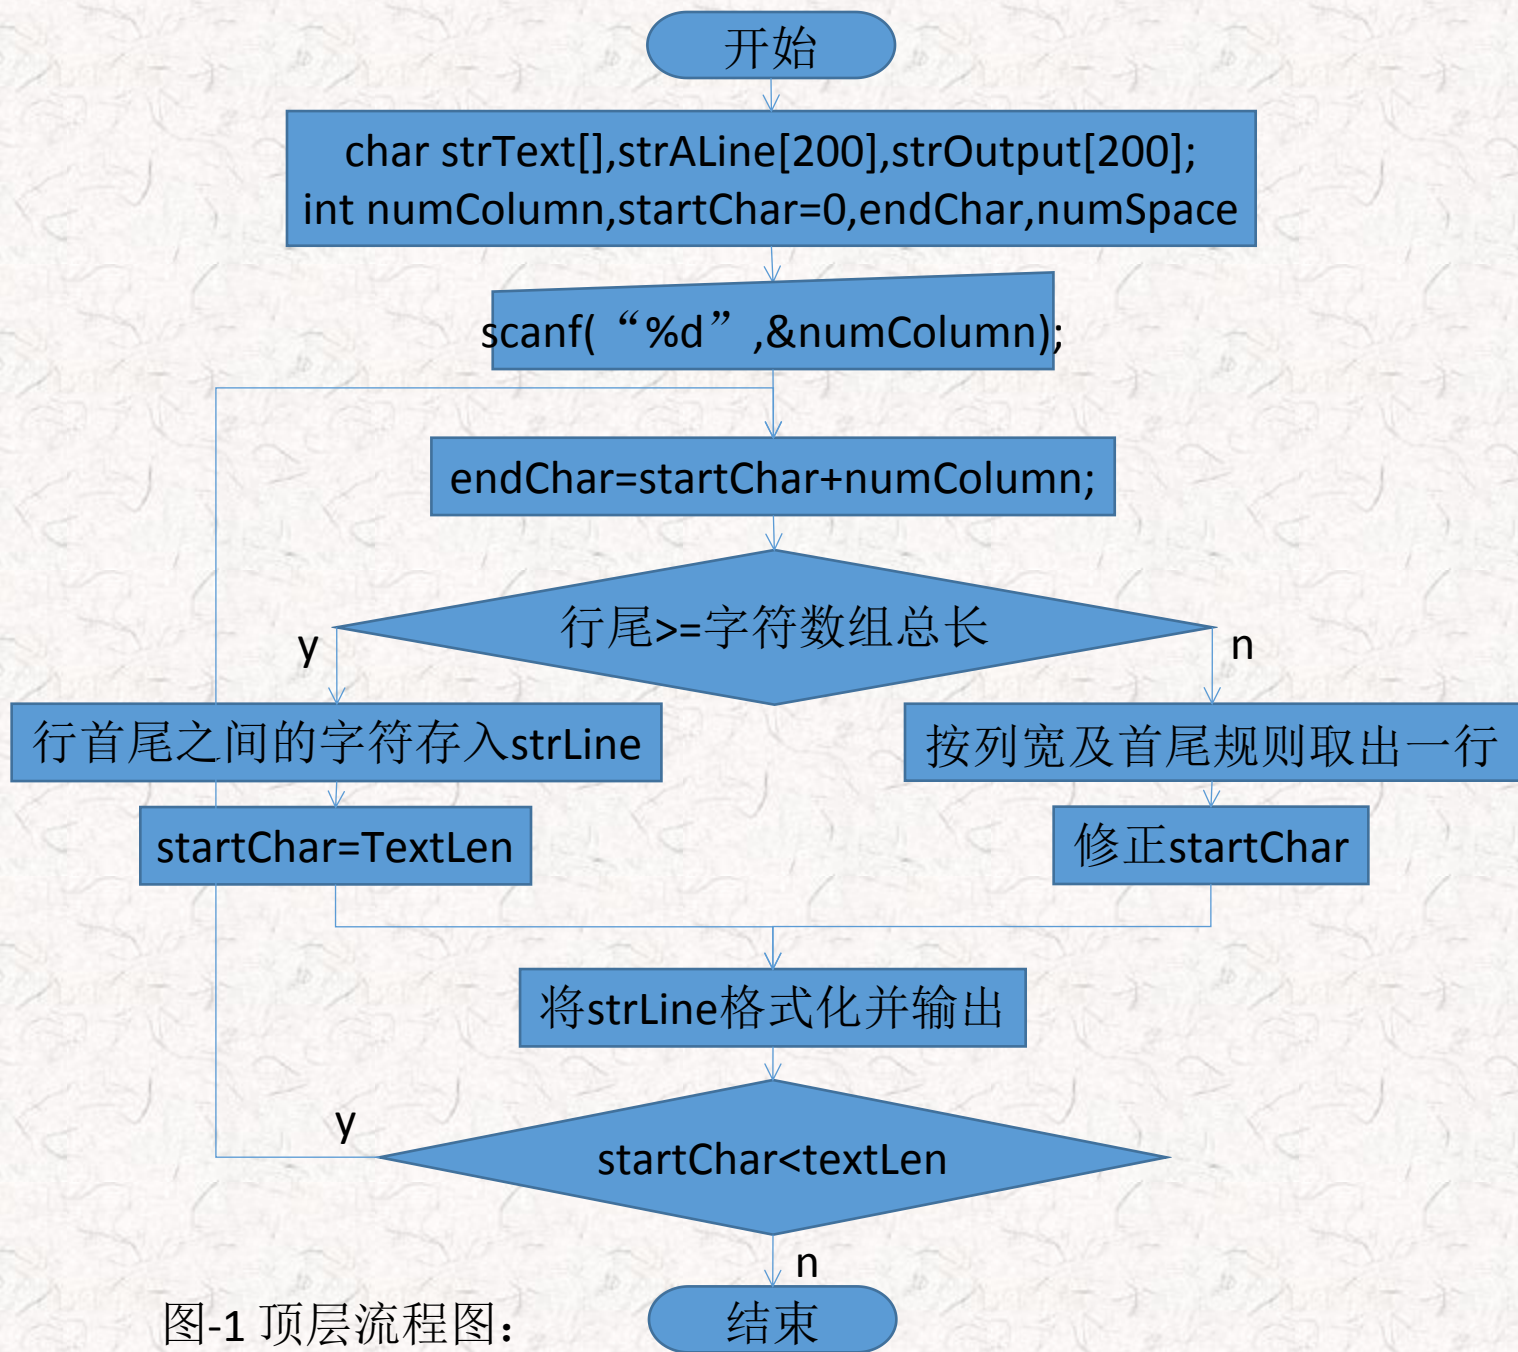 开始
char strText[],strALine[200],strOutput[200];
int numColumn,startChar=0,endChar,numSpace
scanf( “%d” ,&numColumn);
endChar=startChar+numColumn;
行尾>=字符数组总长
y
n
行首尾之间的字符存入strLine
按列宽及首尾规则取出一行
startChar=TextLen
修正startChar
将strLine格式化并输出
y
startChar<textLen
n
图-1 顶层流程图：
结束